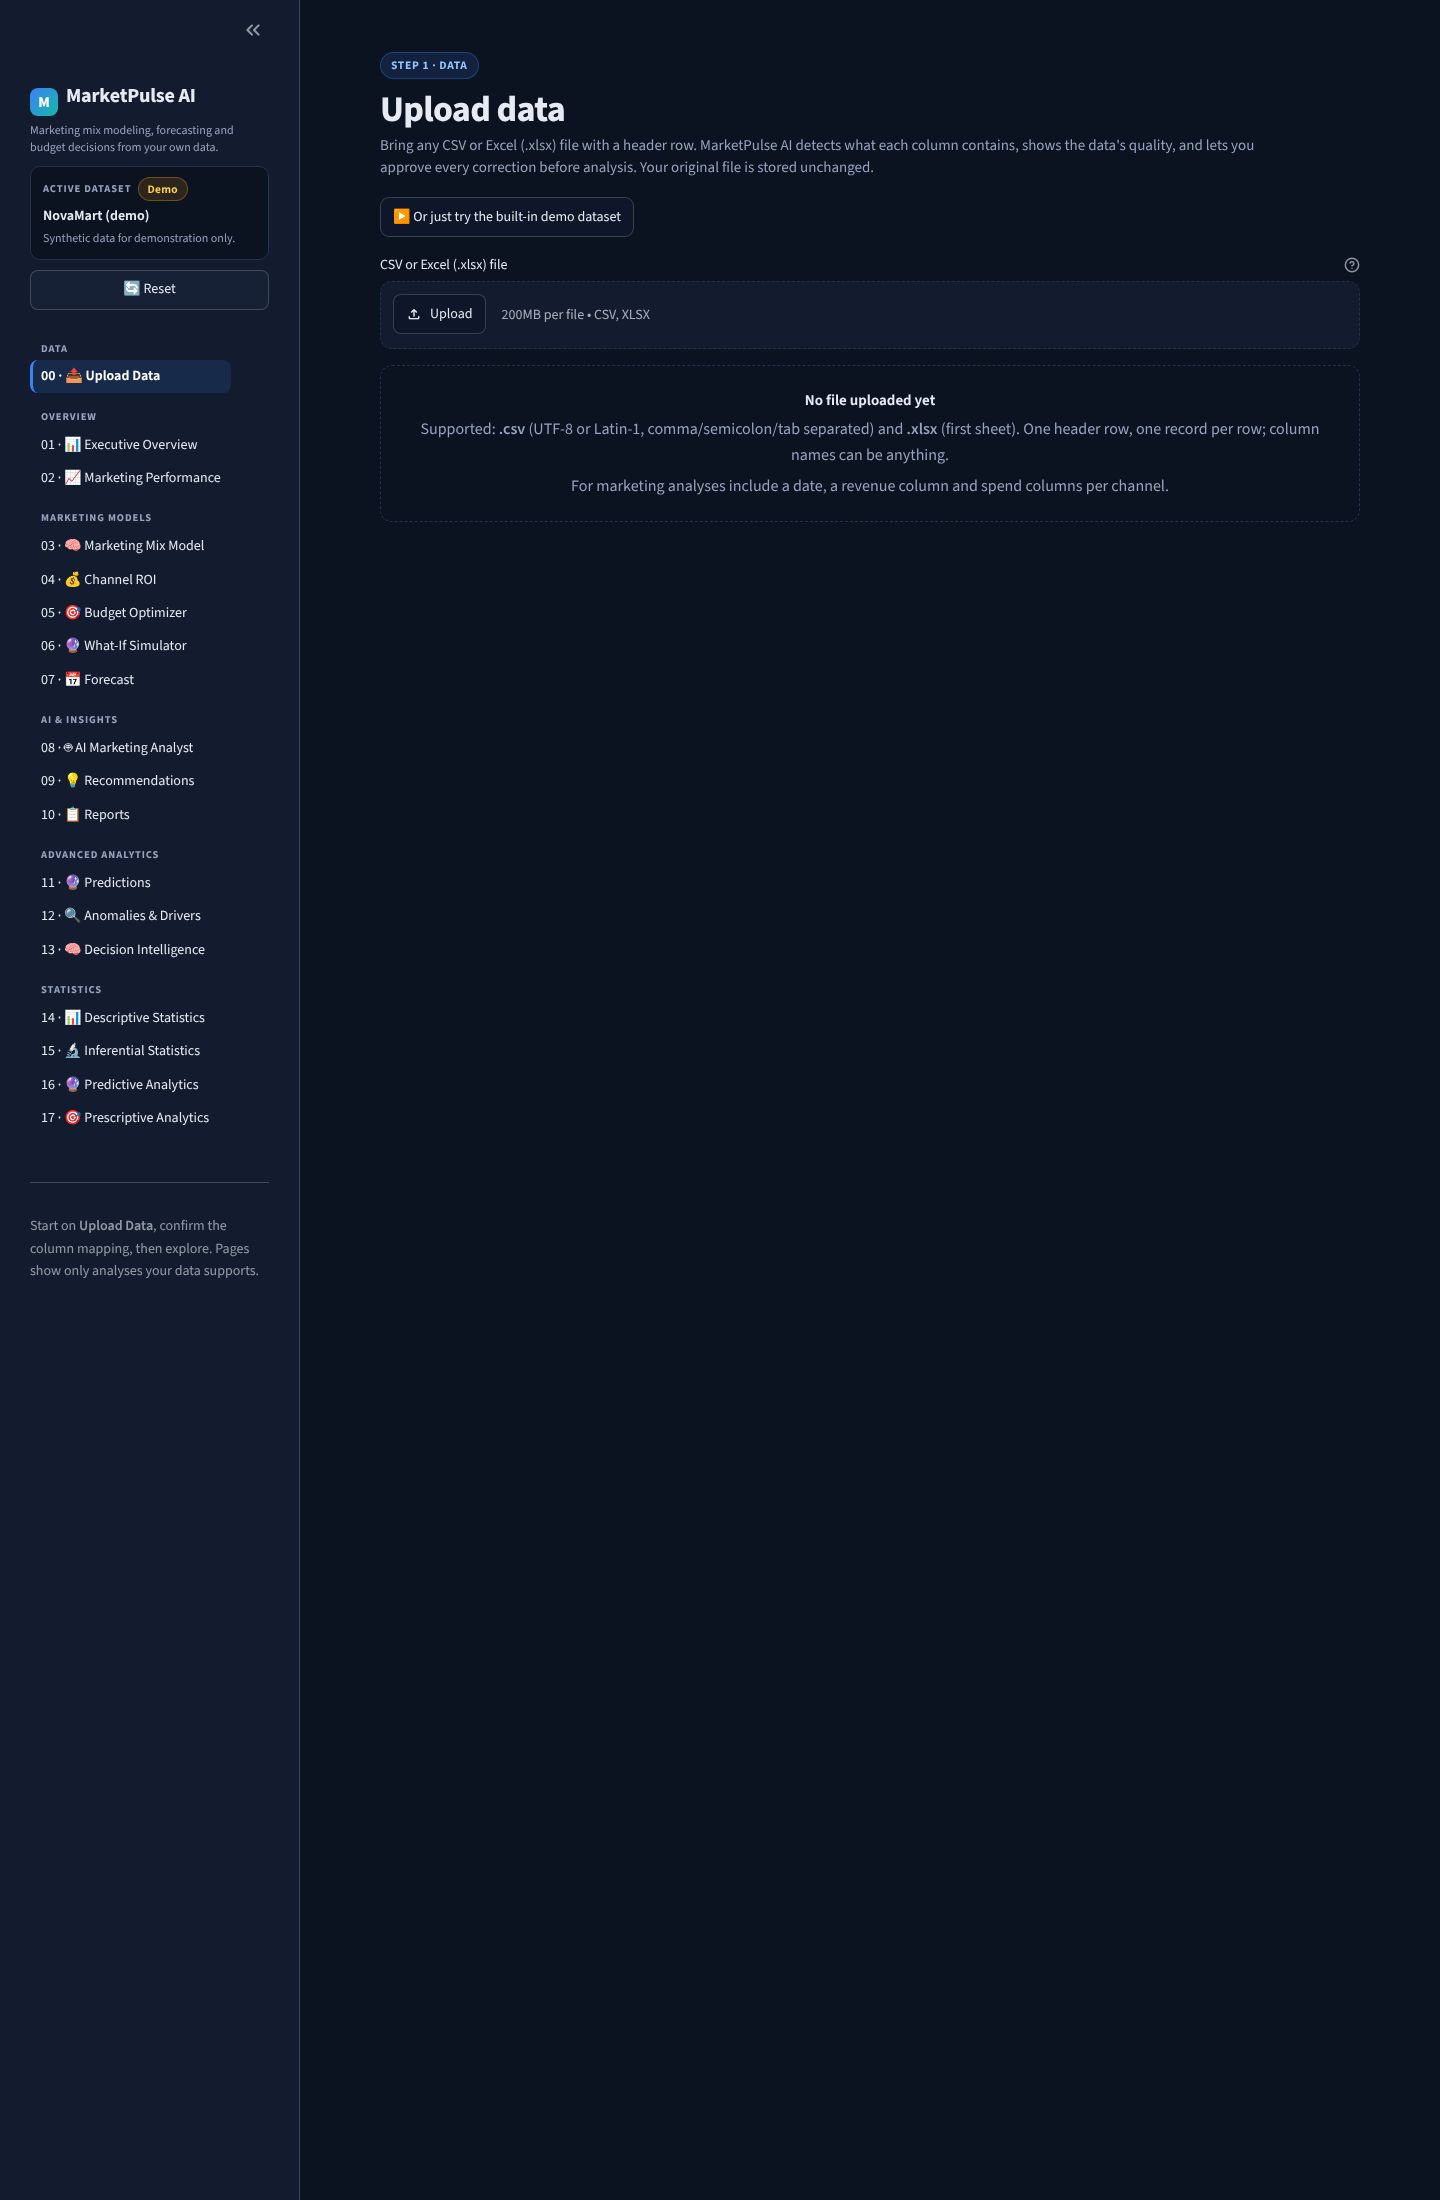 M MarketPulse AI
Marketing mix modeling, forecasting and
budget decisions from your own data.
ACTIVE DATASET Demo
NovaMart (demo)
Synthetic data for demonstration only.
🔄 Reset
DATA
00 · 📤 Upload Data
OVERVIEW
01 · 📊 Executive Overview
02 · 📈 Marketing Performance
MARKETING MODELS
03 · 🧠 Marketing Mix Model
04 · 💰 Channel ROI
05 · 🎯 Budget Optimizer
06 · 🔮 What-If Simulator
07 · 📅 Forecast
AI & INSIGHTS
08 · AI Marketing Analyst
09 · 💡 Recommendations
10 · 📋 Reports
ADVANCED ANALYTICS
11 · 🔮 Predictions
12 · 🔍 Anomalies & Drivers
13 · 🧠 Decision Intelligence
STATISTICS
14 · 📊 Descriptive Statistics
15 · 🔬 Inferential Statistics
16 · 🔮 Predictive Analytics
17 · 🎯 Prescriptive Analytics
Start on Upload Data, confirm the
column mapping, then explore. Pages
show only analyses your data supports.
STEP 1 · DATA
Upload data
Bring any CSV or Excel (.xlsx) file with a header row. MarketPulse AI detects what each column contains, shows the data's quality, and lets you
approve every correction before analysis. Your original file is stored unchanged.
▶️ Or just try the built-in demo dataset
CSV or Excel (.xlsx) file
Upload 200MB per file • CSV, XLSX
No file uploaded yet
Supported: .csv (UTF-8 or Latin-1, comma/semicolon/tab separated) and .xlsx (first sheet). One header row, one record per row; column
names can be anything.
For marketing analyses include a date, a revenue column and spend columns per channel.